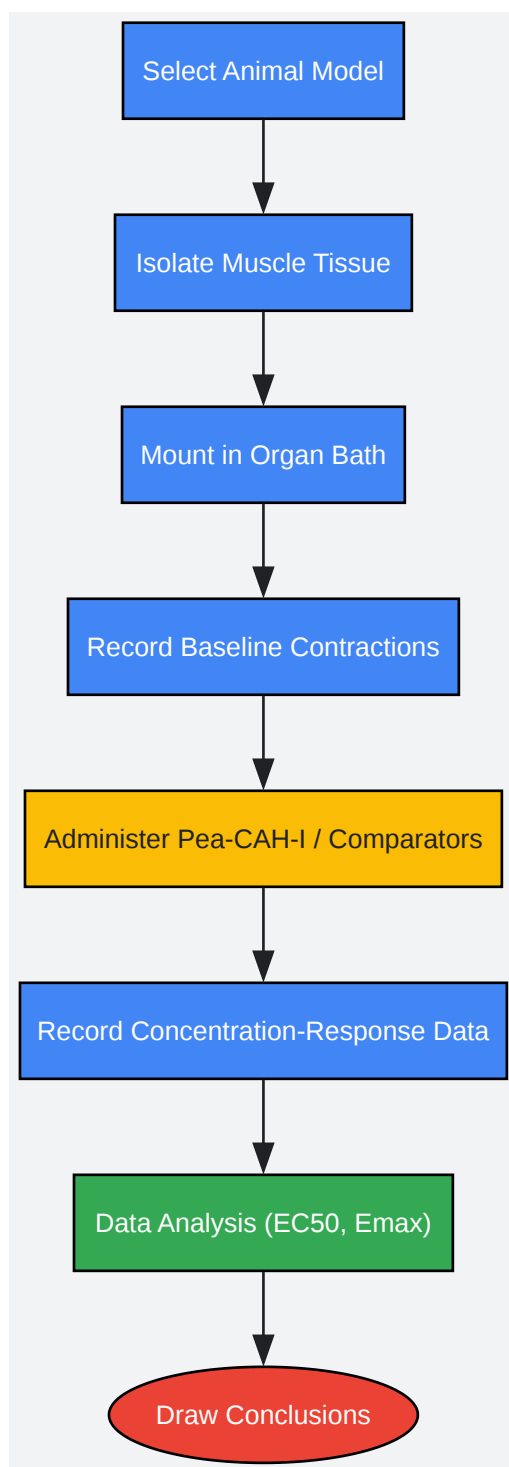 Select Animal Model
Isolate Muscle Tissue
Mount in Organ Bath
Record Baseline Contractions
Administer Pea-CAH-I / Comparators
Record Concentration-Response Data
Data Analysis (EC50, Emax)
Draw Conclusions